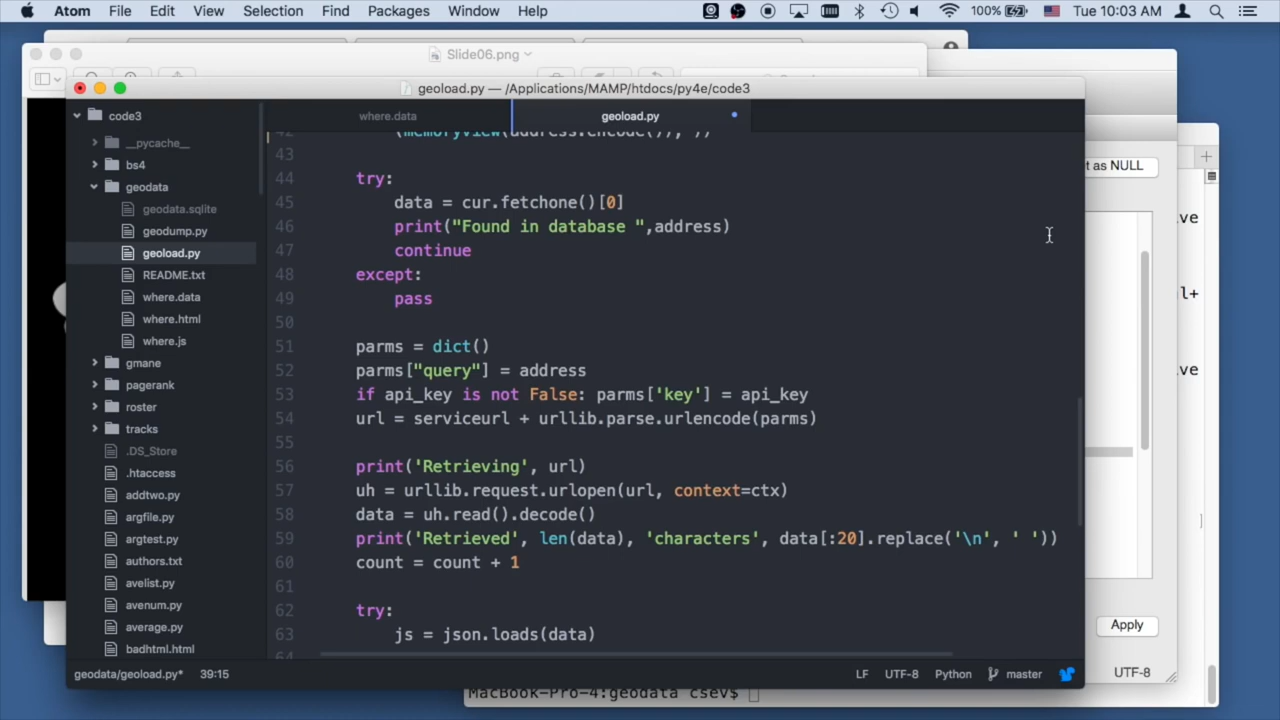 Atom File Edit View Selection Find Packages Window Help 100% Tue 10:03 AM
Slide06.png
geoload.py — /Applications/MAMP/htdocs/py4e/code3
code3
__pycache__
bs4
geodata
geodata.sqlite
geodump.py
geoload.py
README.txt
where.data
where.html
where.js
gmane
pagerank
roster
tracks
.DS_Store
.htaccess
addtwo.py
argfile.py
argtest.py
authors.txt
avelist.py
avenum.py
average.py
badhtml.html
where.data geoload.py
42 (memoryview(address.encode()), ))
43
44 try:
45 data = cur.fetchone()[0]
46 print("Found in database ",address)
47 continue
48 except:
49 pass
50
51 parms = dict()
52 parms["query"] = address
53 if api_key is not False: parms['key'] = api_key
54 url = serviceurl + urllib.parse.urlencode(parms)
55
56 print('Retrieving', url)
57 uh = urllib.request.urlopen(url, context=ctx)
58 data = uh.read().decode()
59 print('Retrieved', len(data), 'characters', data[:20].replace('\n', ' '))
60 count = count + 1
61
62 try:
63 js = json.loads(data)
64
geodata/geoload.py* 39:15 LF UTF-8 Python master
t as NULL
ve
l+
ve
Apply
UTF-8
MacBook-Pro-4:geodata csev$